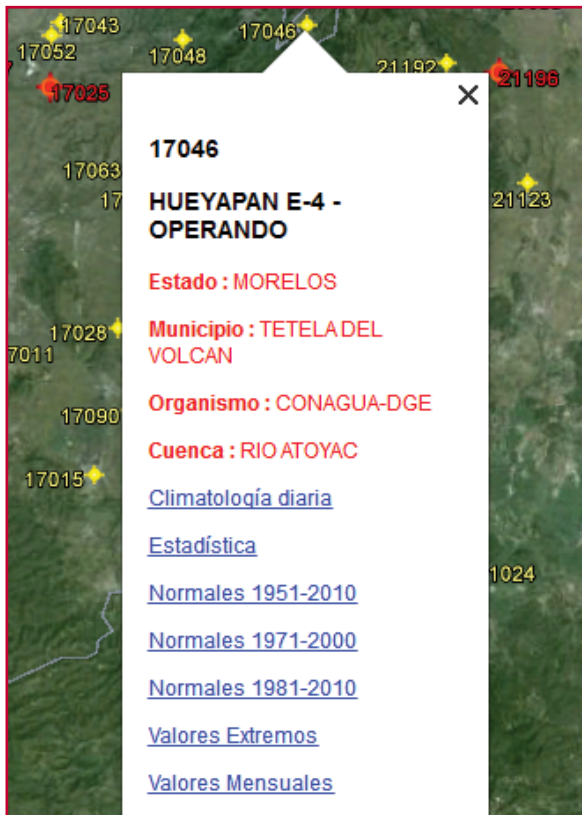 17043
17052
17048
17046
21192
21196
17025
17063
17
21123
17028
7011
17090
17015
1024
17046
HUEYAPAN E-4 -
OPERANDO
Estado : MORELOS
Municipio : TETELA DEL
VOLCAN
Organismo : CONAGUA-DGE
Cuenca : RIO ATOYAC
Climatología diaria
Estadística
Normales 1951-2010
Normales 1971-2000
Normales 1981-2010
Valores Extremos
Valores Mensuales